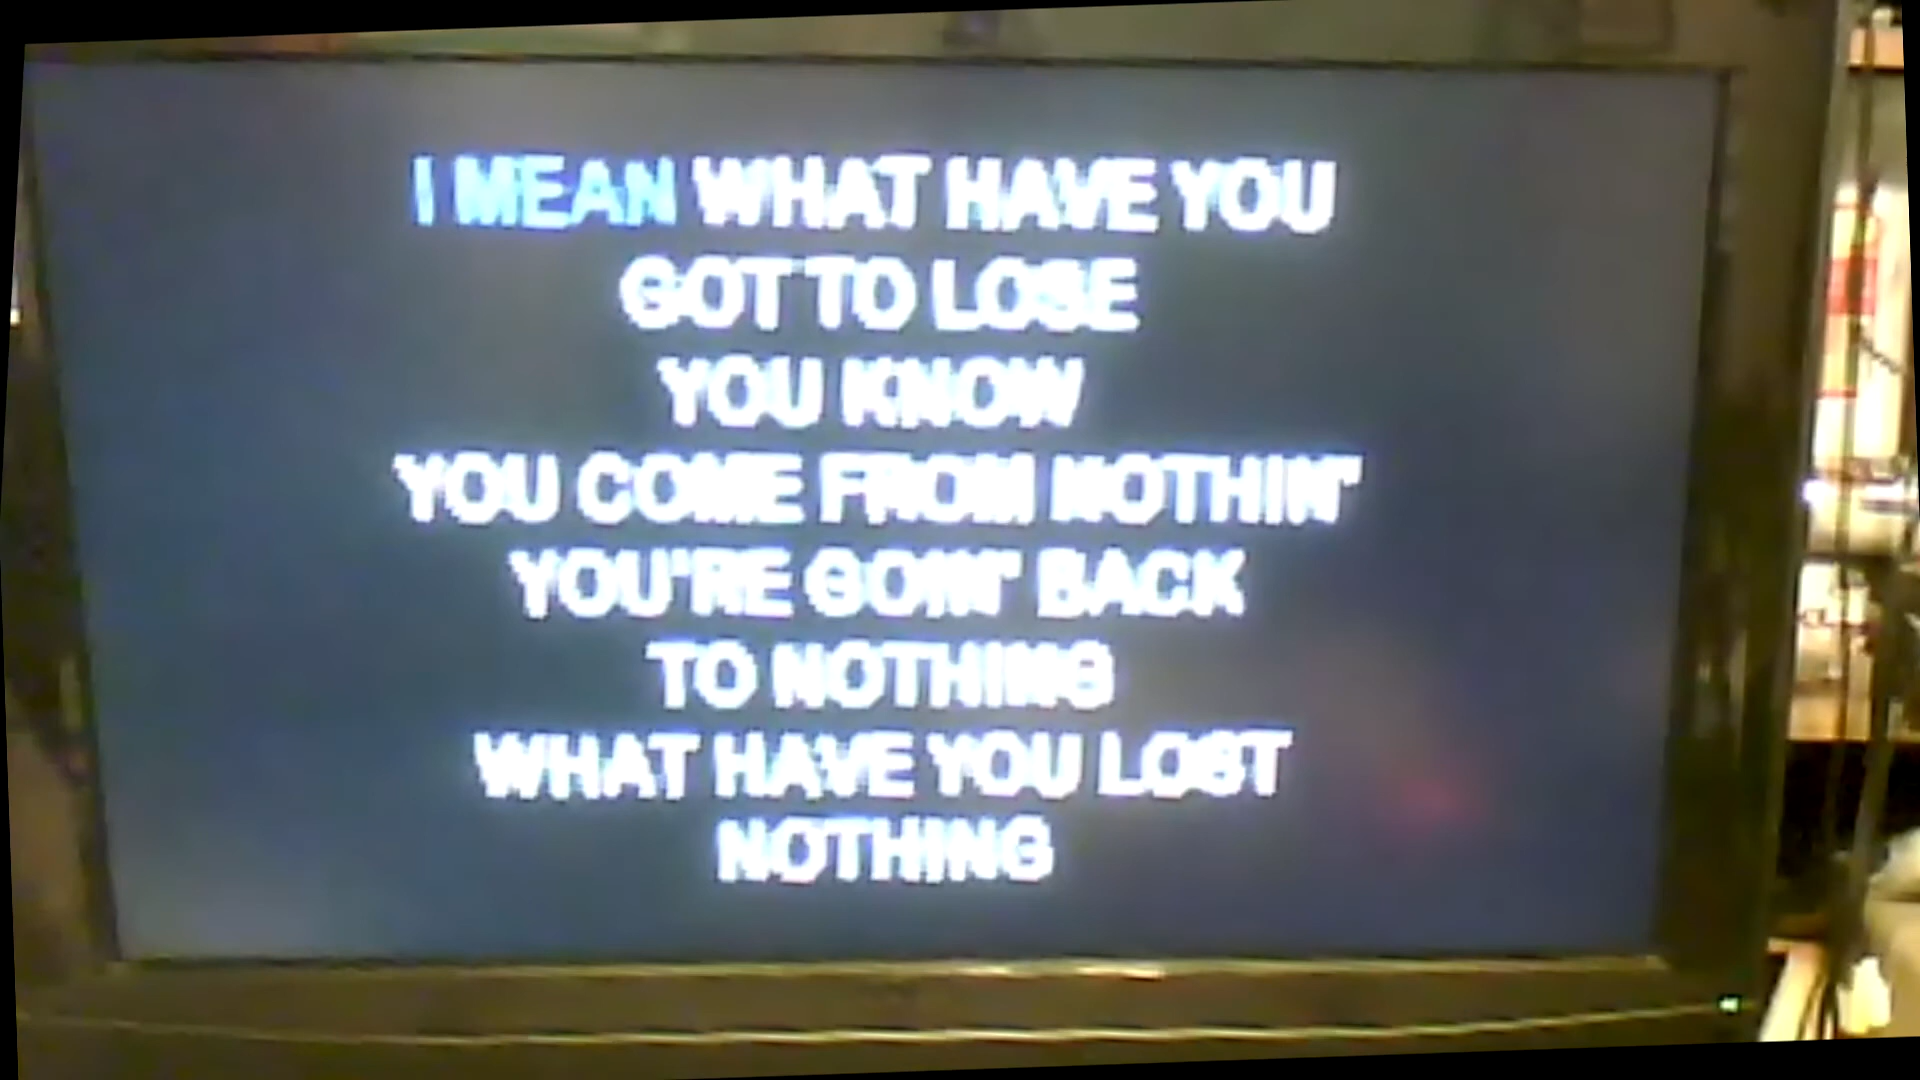 I MEAN WHAT HAVE YOU
GOT TO LOSE
YOU KNOW
YOU COME FROM NOTHIN'
YOU'RE GOIN' BACK
TO NOTHING
WHAT HAVE YOU LOST
NOTHING